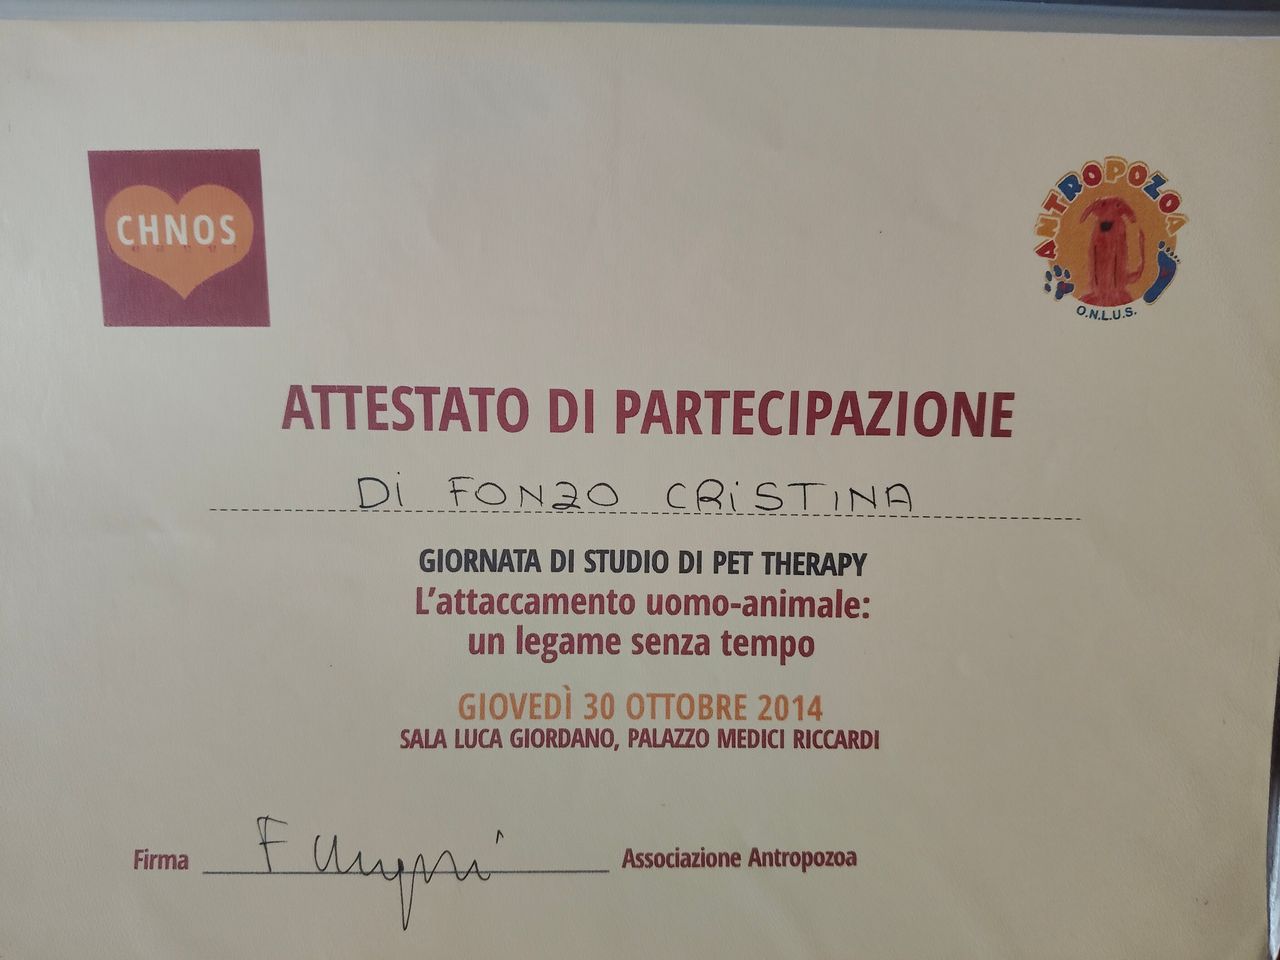 CHNOS
ANTROPOZOA
O.N.L.U.S.
ATTESTATO DI PARTECIPAZIONE
Di FONZO CRiSTINA
GIORNATA DI STUDIO DI PET THERAPY
L'attaccamento uomo-animale:
un legame senza tempo
GIOVEDÌ 30 OTTOBRE 2014
SALA LUCA GIORDANO, PALAZZO MEDICI RICCARDI
Firma Associazione Antropozoa